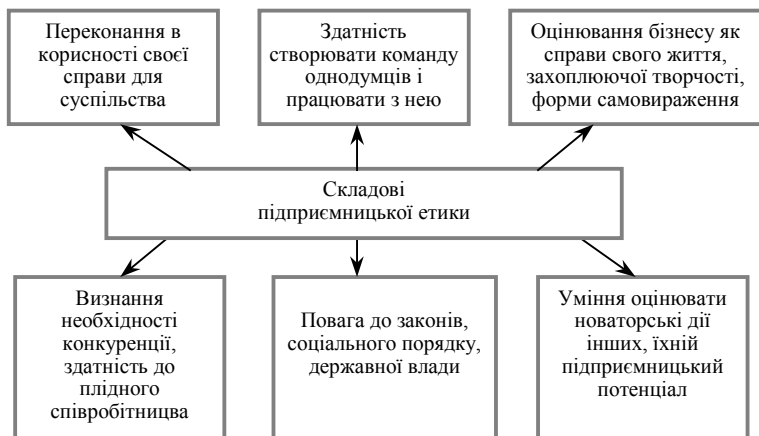 Переконання в
корисності своєї
справи для
суспільства
Здатність
створювати команду
однодумців і
працювати з нею
Оцінювання бізнесу як
справи свого життя,
захоплюючої творчості,
форми самовираження
Складові
підприємницької етики
Визнання
необхідності
конкуренції,
здатність до
плідного
співробітницва
Повага до законів,
соціального порядку,
державної влади
Уміння оцінювати
новаторські дії
інших, їхній
підприємницький
потенціал